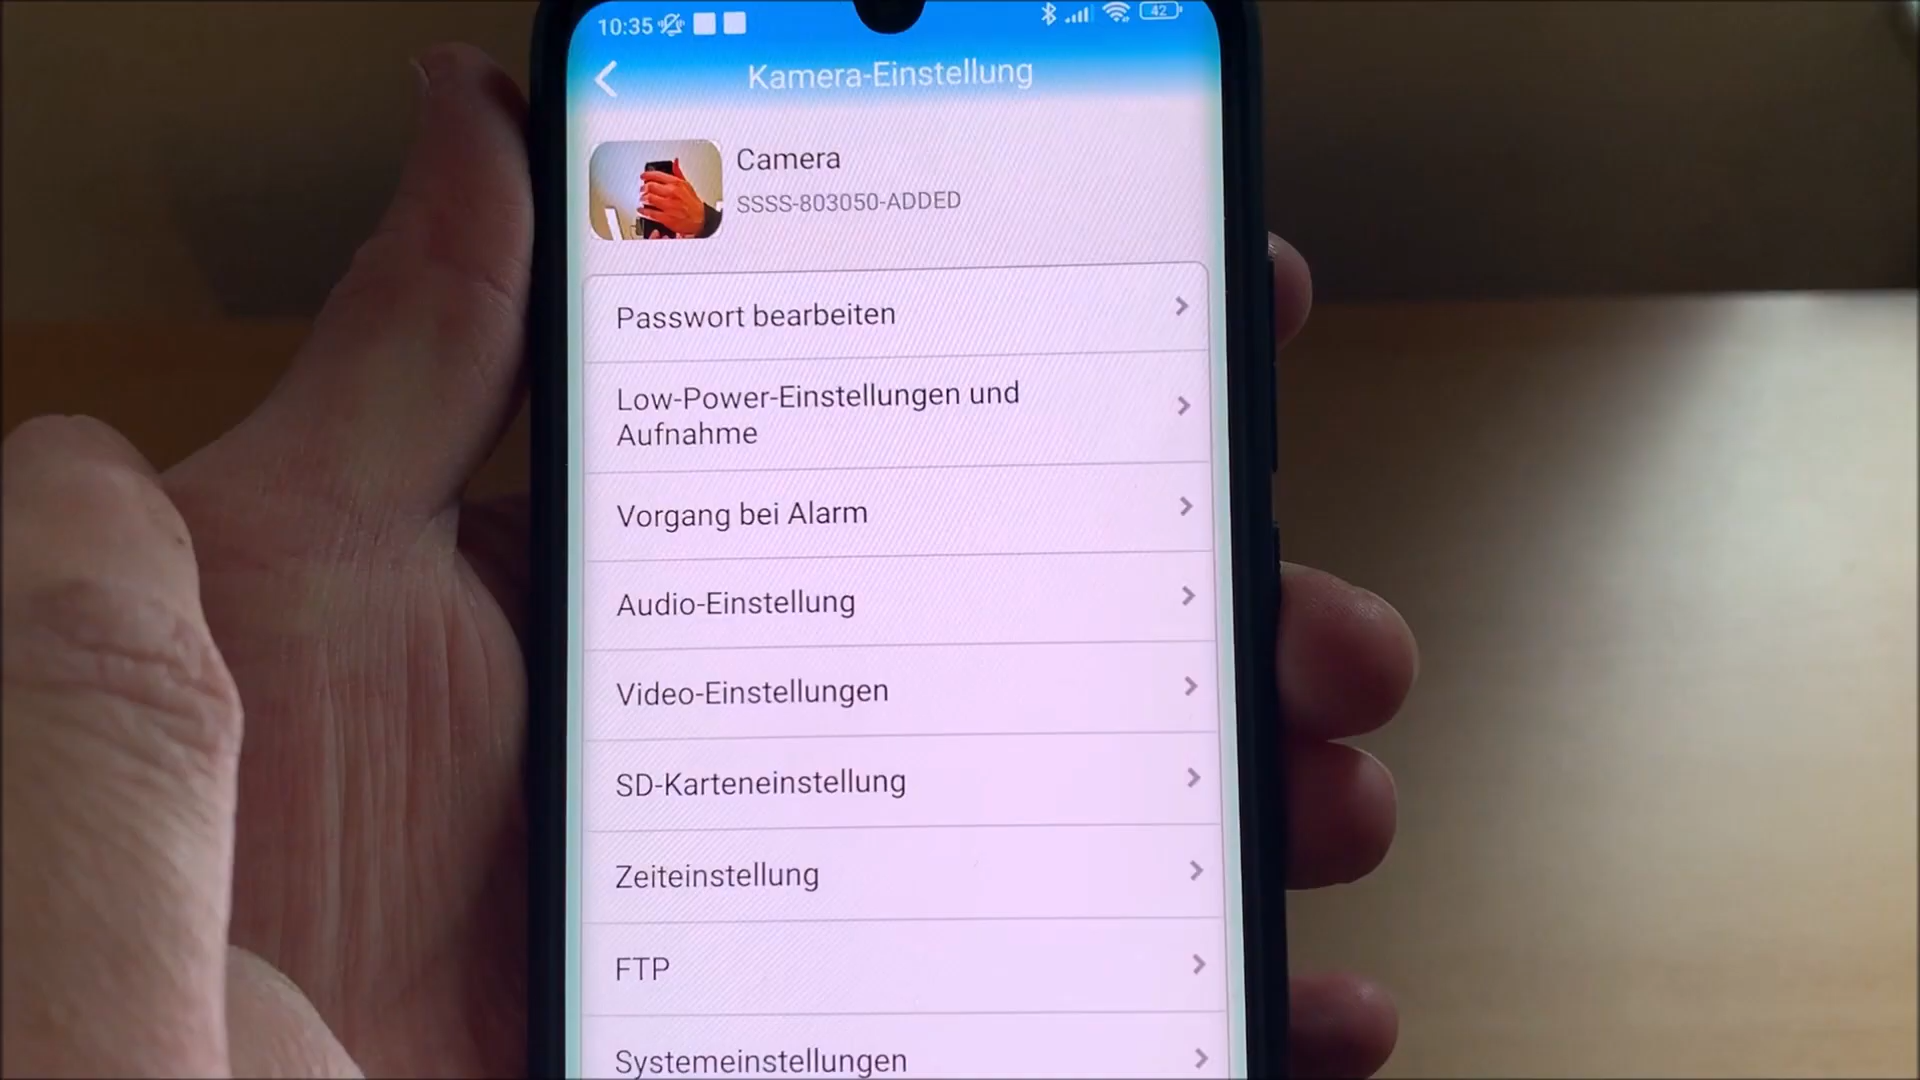 10:35
42
Kamera-Einstellung
Camera
SSSS-803050-ADDED
Passwort bearbeiten
Low-Power-Einstellungen und
Aufnahme
Vorgang bei Alarm
Audio-Einstellung
Video-Einstellungen
SD-Karteneinstellung
Zeiteinstellung
FTP
Systemeinstellungen